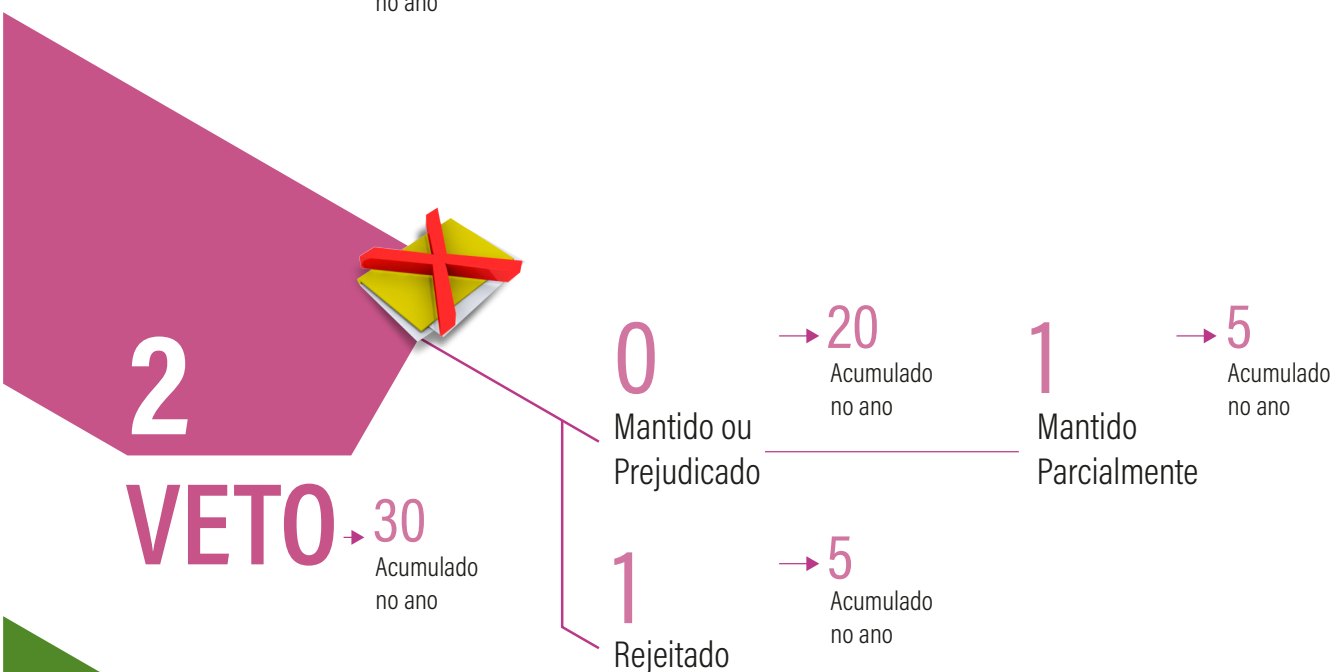 no ano
2
VETO
30
Acumulado
no ano
0
Mantido ou
Prejudicado
20
Acumulado
no ano
1
Mantido
Parcialmente
5
Acumulado
no ano
1
Rejeitado
5
Acumulado
no ano